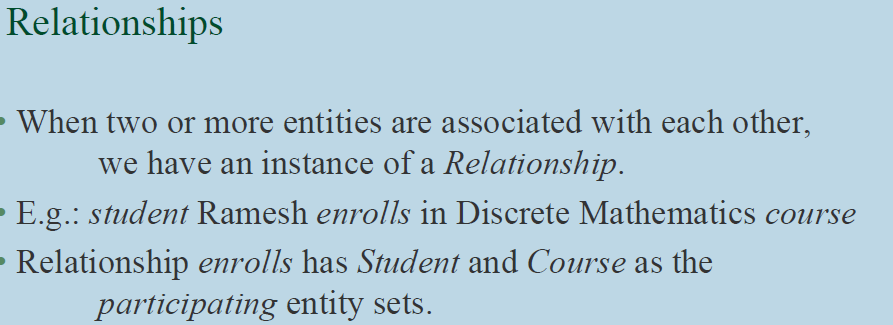 Relationships
• When two or more entities are associated with each other,
we have an instance of a Relationship.
• E.g.: student Ramesh enrolls in Discrete Mathematics course
• Relationship enrolls has Student and Course as the
participating entity sets.